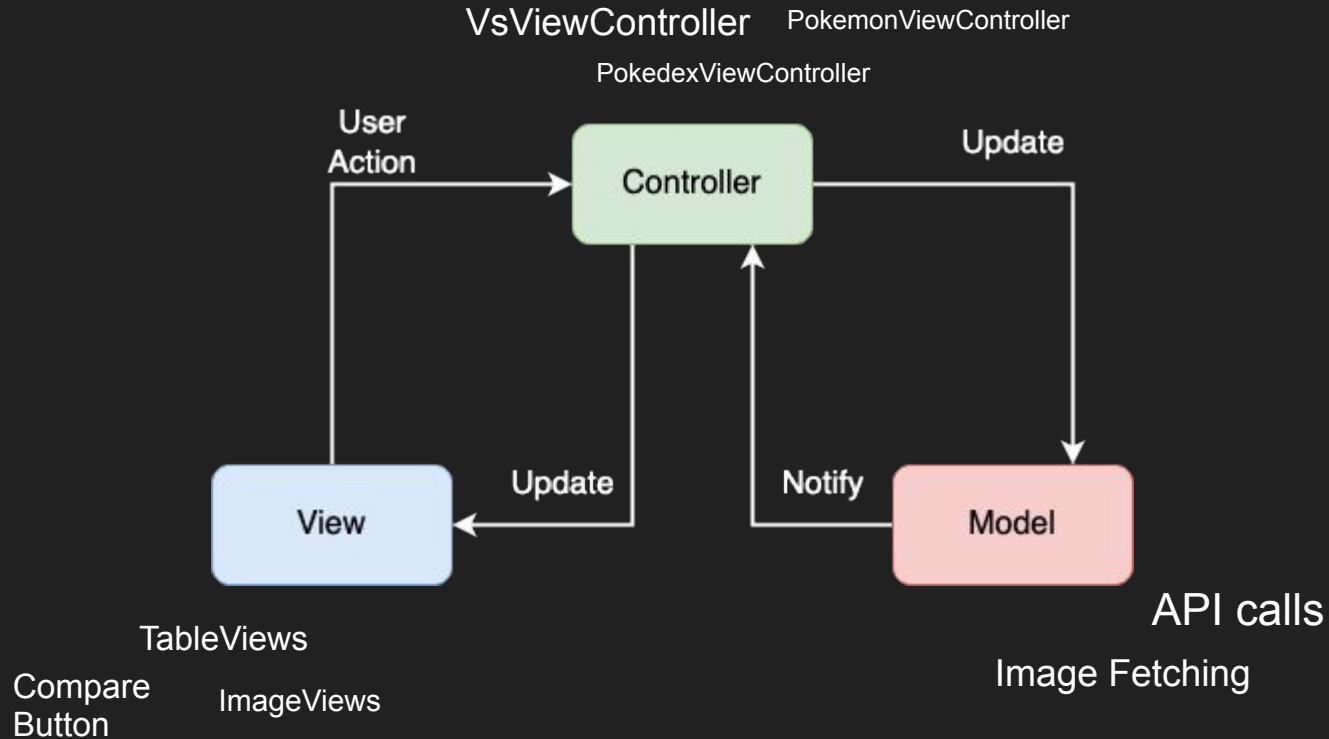 VsViewController
PokemonViewController
PokedexViewController
User
Action
Controller
Update
Update
Notify
View
Model
API calls
TableViews
Image Fetching
Compare
Button
ImageViews